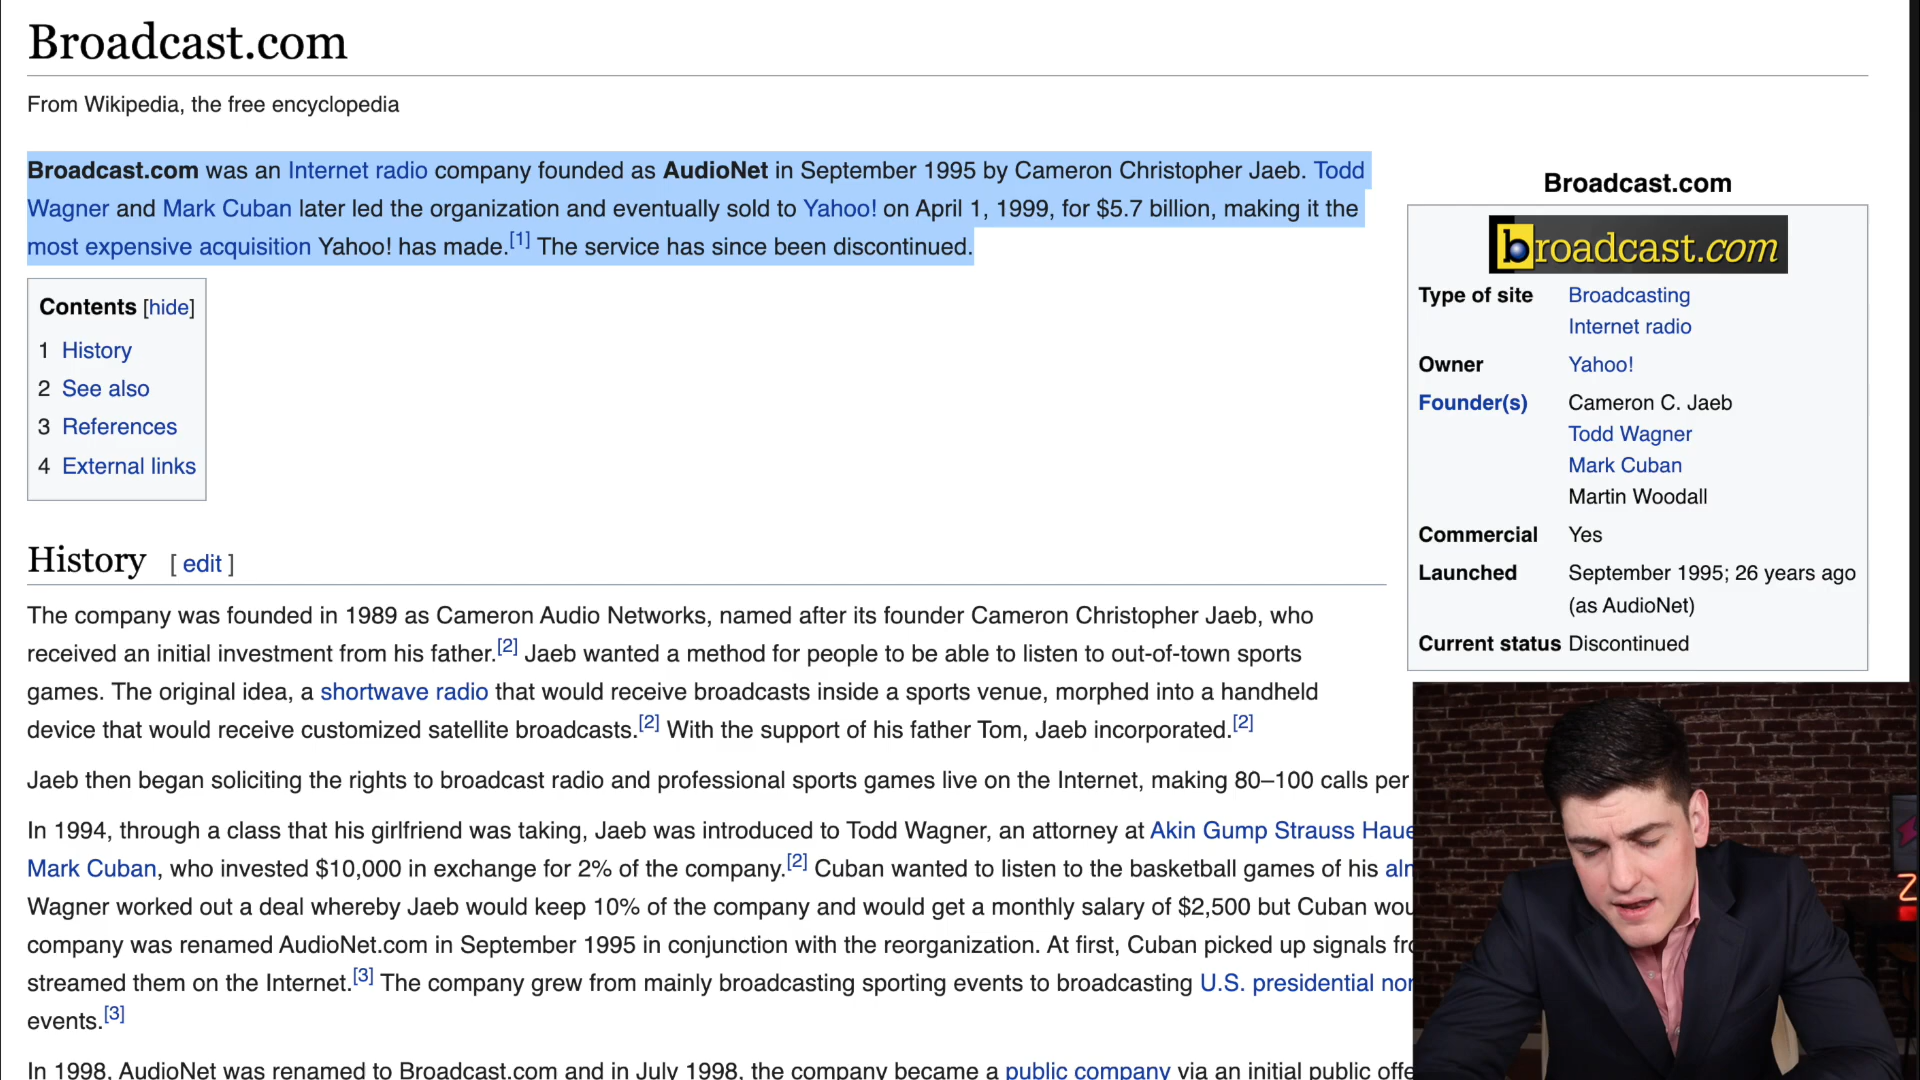 Broadcast.com
From Wikipedia, the free encyclopedia
Broadcast.com was an Internet radio company founded as AudioNet in September 1995 by Cameron Christopher Jaeb. Todd
Wagner and Mark Cuban later led the organization and eventually sold to Yahoo! on April 1, 1999, for $5.7 billion, making it the
most expensive acquisition Yahoo! has made.[1] The service has since been discontinued.
Contents [hide]
1 History
2 See also
3 References
4 External links
Broadcast.com
broadcast.com
Type of site Broadcasting
Internet radio
Owner Yahoo!
Founder(s) Cameron C. Jaeb
Todd Wagner
Mark Cuban
Martin Woodall
Commercial Yes
Launched September 1995; 26 years ago
(as AudioNet)
Current status Discontinued
History [ edit ]
The company was founded in 1989 as Cameron Audio Networks, named after its founder Cameron Christopher Jaeb, who
received an initial investment from his father.[2] Jaeb wanted a method for people to be able to listen to out-of-town sports
games. The original idea, a shortwave radio that would receive broadcasts inside a sports venue, morphed into a handheld
device that would receive customized satellite broadcasts.[2] With the support of his father Tom, Jaeb incorporated.[2]
Jaeb then began soliciting the rights to broadcast radio and professional sports games live on the Internet, making 80–100 calls per
In 1994, through a class that his girlfriend was taking, Jaeb was introduced to Todd Wagner, an attorney at Akin Gump Strauss Haue
Mark Cuban, who invested $10,000 in exchange for 2% of the company.[2] Cuban wanted to listen to the basketball games of his
Wagner worked out a deal whereby Jaeb would keep 10% of the company and would get a monthly salary of $2,500 but Cuban wou
company was renamed AudioNet.com in September 1995 in conjunction with the reorganization. At first, Cuban picked up signals
streamed them on the Internet.[3] The company grew from mainly broadcasting sporting events to broadcasting U.S. presidential
events.[3]
In 1998, AudioNet was renamed to Broadcast.com and in July 1998, the company became a public company via an initial public offe